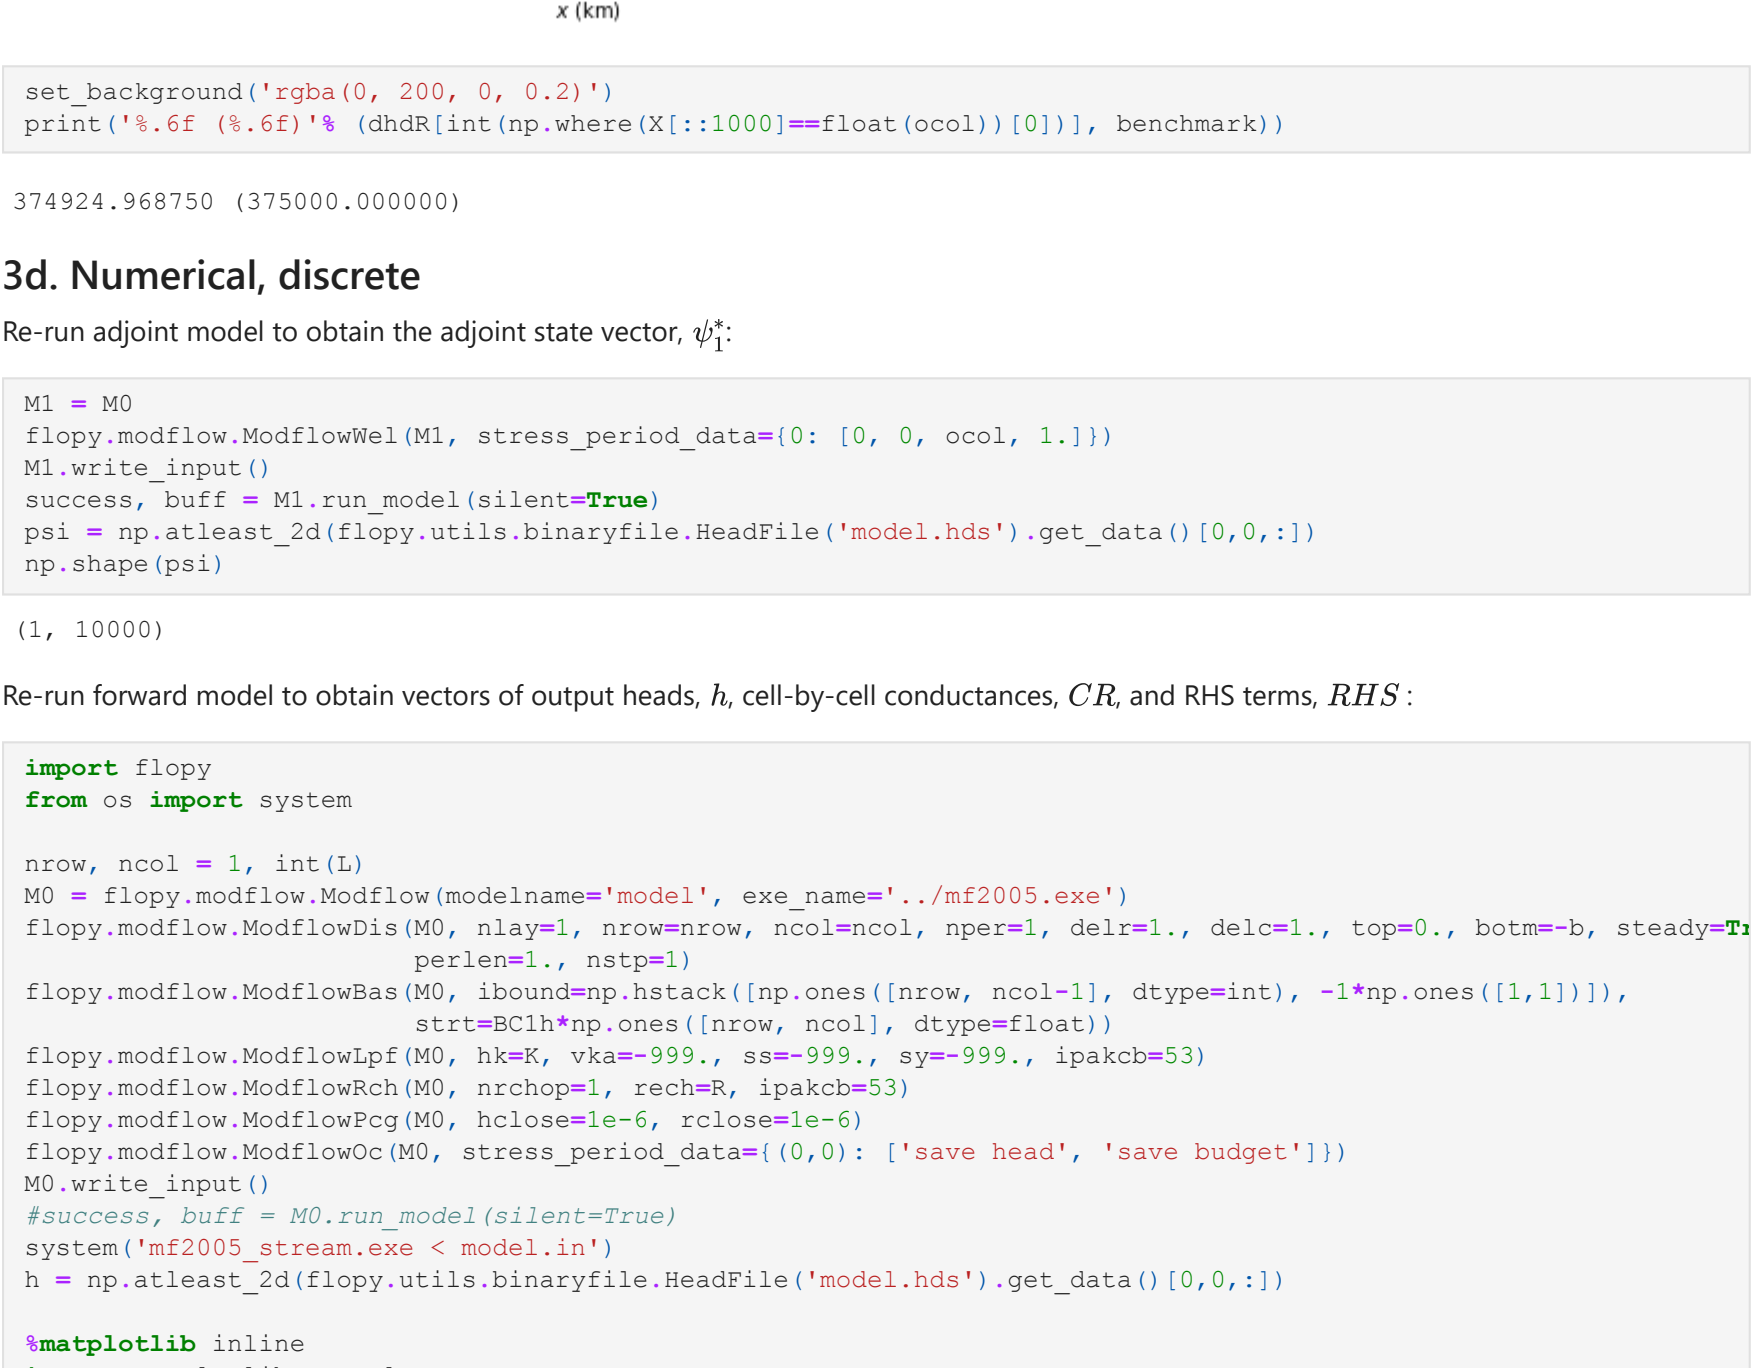 x (km)
set_background('rgba(0, 200, 0, 0.2)')
print('%.6f (%.6f)'% (dhdR[int(np.where(X[::1000]==float(ocol))[0])], benchmark))
374924.968750 (375000.000000)
3d. Numerical, discrete
Re-run adjoint model to obtain the adjoint state vector, ψ₁*:
M1 = M0
flopy.modflow.ModflowWel(M1, stress_period_data={0: [0, 0, ocol, 1.]})
M1.write_input()
success, buff = M1.run_model(silent=True)
psi = np.atleast_2d(flopy.utils.binaryfile.HeadFile('model.hds').get_data()[0,0,:])
np.shape(psi)
(1, 10000)
Re-run forward model to obtain vectors of output heads, h, cell-by-cell conductances, CR, and RHS terms, RHS :
import flopy
from os import system
nrow, ncol = 1, int(L)
M0 = flopy.modflow.Modflow(modelname='model', exe_name='../mf2005.exe')
flopy.modflow.ModflowDis(M0, nlay=1, nrow=nrow, ncol=ncol, nper=1, delr=1., delc=1., top=0., botm=-b, steady=Tr
perlen=1., nstp=1)
flopy.modflow.ModflowBas(M0, ibound=np.hstack([np.ones([nrow, ncol-1], dtype=int), -1*np.ones([1,1])]),
strt=BC1h*np.ones([nrow, ncol], dtype=float))
flopy.modflow.ModflowLpf(M0, hk=K, vka=-999., ss=-999., sy=-999., ipakcb=53)
flopy.modflow.ModflowRch(M0, nrchop=1, rech=R, ipakcb=53)
flopy.modflow.ModflowPcg(M0, hclose=1e-6, rclose=1e-6)
flopy.modflow.ModflowOc(M0, stress_period_data={(0,0): ['save head', 'save budget']})
M0.write_input()
#success, buff = M0.run_model(silent=True)
system('mf2005_stream.exe < model.in')
h = np.atleast_2d(flopy.utils.binaryfile.HeadFile('model.hds').get_data()[0,0,:])
%matplotlib inline